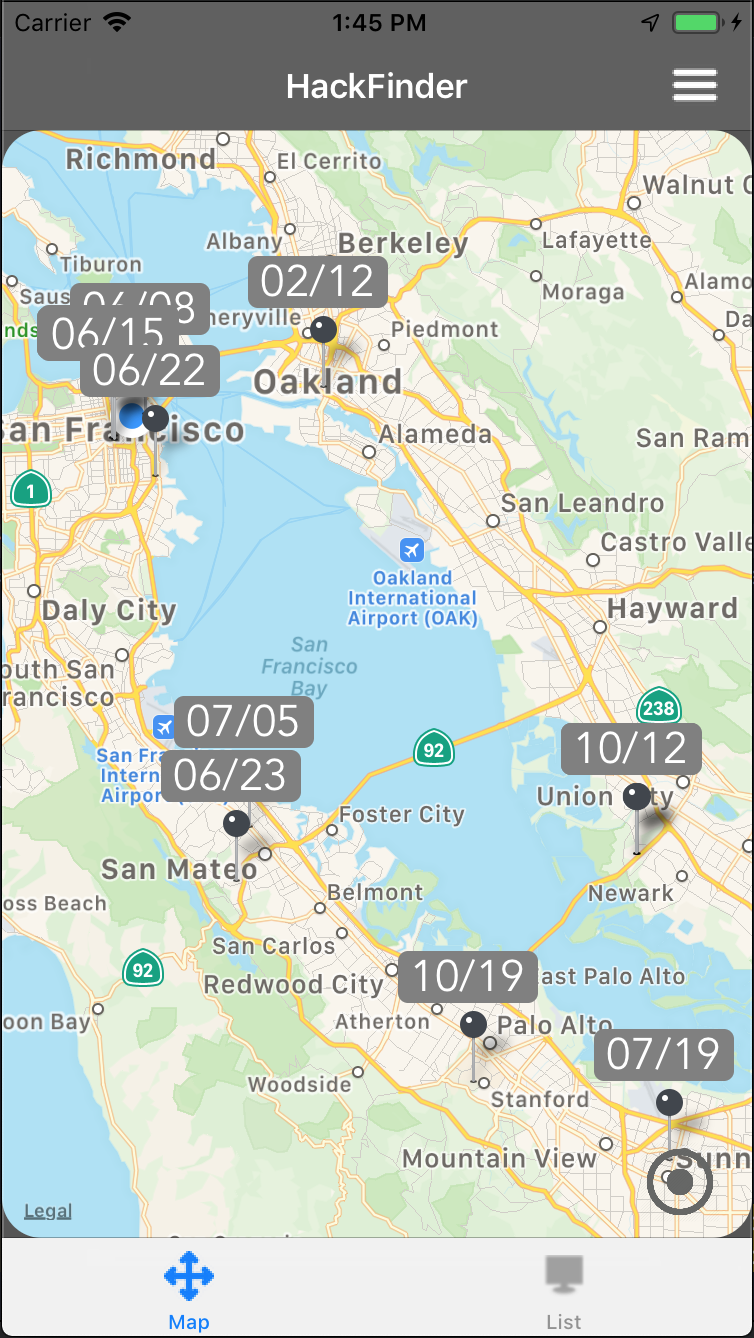 Carrier
1:45 PM
HackFinder
Richmond
El Cerrito
Walnut C
Albany
Berkeley
Lafayette
Tiburon
Moraga
Alamo
Saus
02/12
06/08
nds
06/15
neryville
Piedmont
Da
06/22
Oakland
San Francisco
Alameda
San Ram
1
San Leandro
Castro Valle
Oakland
International
Airport (OAK)
Daly City
Hayward
San
Francisco
Bay
outh San
rancisco
238
07/05
92
10/12
San Fra
Intern
Airpor
06/23
Union City
Foster City
San Mateo
Belmont
Newark
oss Beach
San Carlos
92
Redwood City
10/19
East Palo Alto
oon Bay
Atherton
Palo Alto
07/19
Woodside
Stanford
Mountain View
Sunn
Legal
Map
List